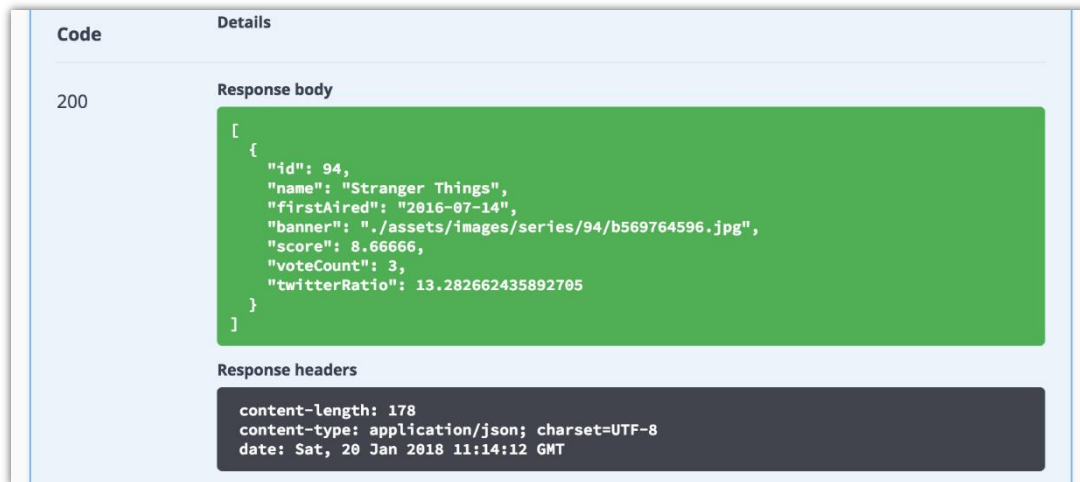 Code
Details
200
Response body
[
  {
    "id": 94,
    "name": "Stranger Things",
    "firstAired": "2016-07-14",
    "banner": "./assets/images/series/94/b569764596.jpg",
    "score": 8.66666,
    "voteCount": 3,
    "twitterRatio": 13.282662435892705
  }
]
Response headers
content-length: 178
content-type: application/json; charset=UTF-8
date: Sat, 20 Jan 2018 11:14:12 GMT